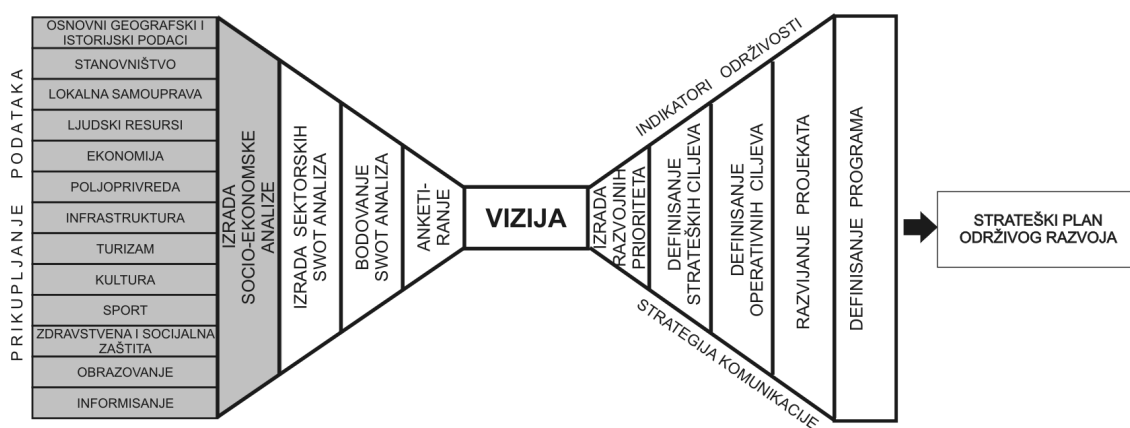 PRIKUPLJANJE PODATAKA
OSNOVNI GEOGRAFSKI I
ISTORIJSKI PODACI
STANOVNIŠTVO
LOKALNA SAMOUPRAVA
LJUDSKI RESURSI
EKONOMIJA
POLJOPRIVREDA
INFRASTRUKTURA
TURIZAM
KULTURA
SPORT
ZDRAVSTVENA I SOCIJALNA
ZAŠTITA
OBRAZOVANJE
INFORMISANJE
IZRADA
SOCIO-EKONOMSKE
ANALIZE
IZRADA SEKTORSKIH
SWOT ANALIZA
BODOVANJE
SWOT ANALIZA
ANKETI-
RANJE
VIZIJA
IZRADA
RAZVOJNIH
PRIORITETA
DEFINISANJE
STRATEŠKIH CILJEVA
DEFINISANJE
OPERATIVNIH CILJEVA
RAZVIJANJE PROJEKATA
DEFINISANJE PROGRAMA
INDIKATORI ODRŽIVOSTI
STRATEGIJA KOMUNIKACIJE
STRATEŠKI PLAN
ODRŽIVOG RAZVOJA